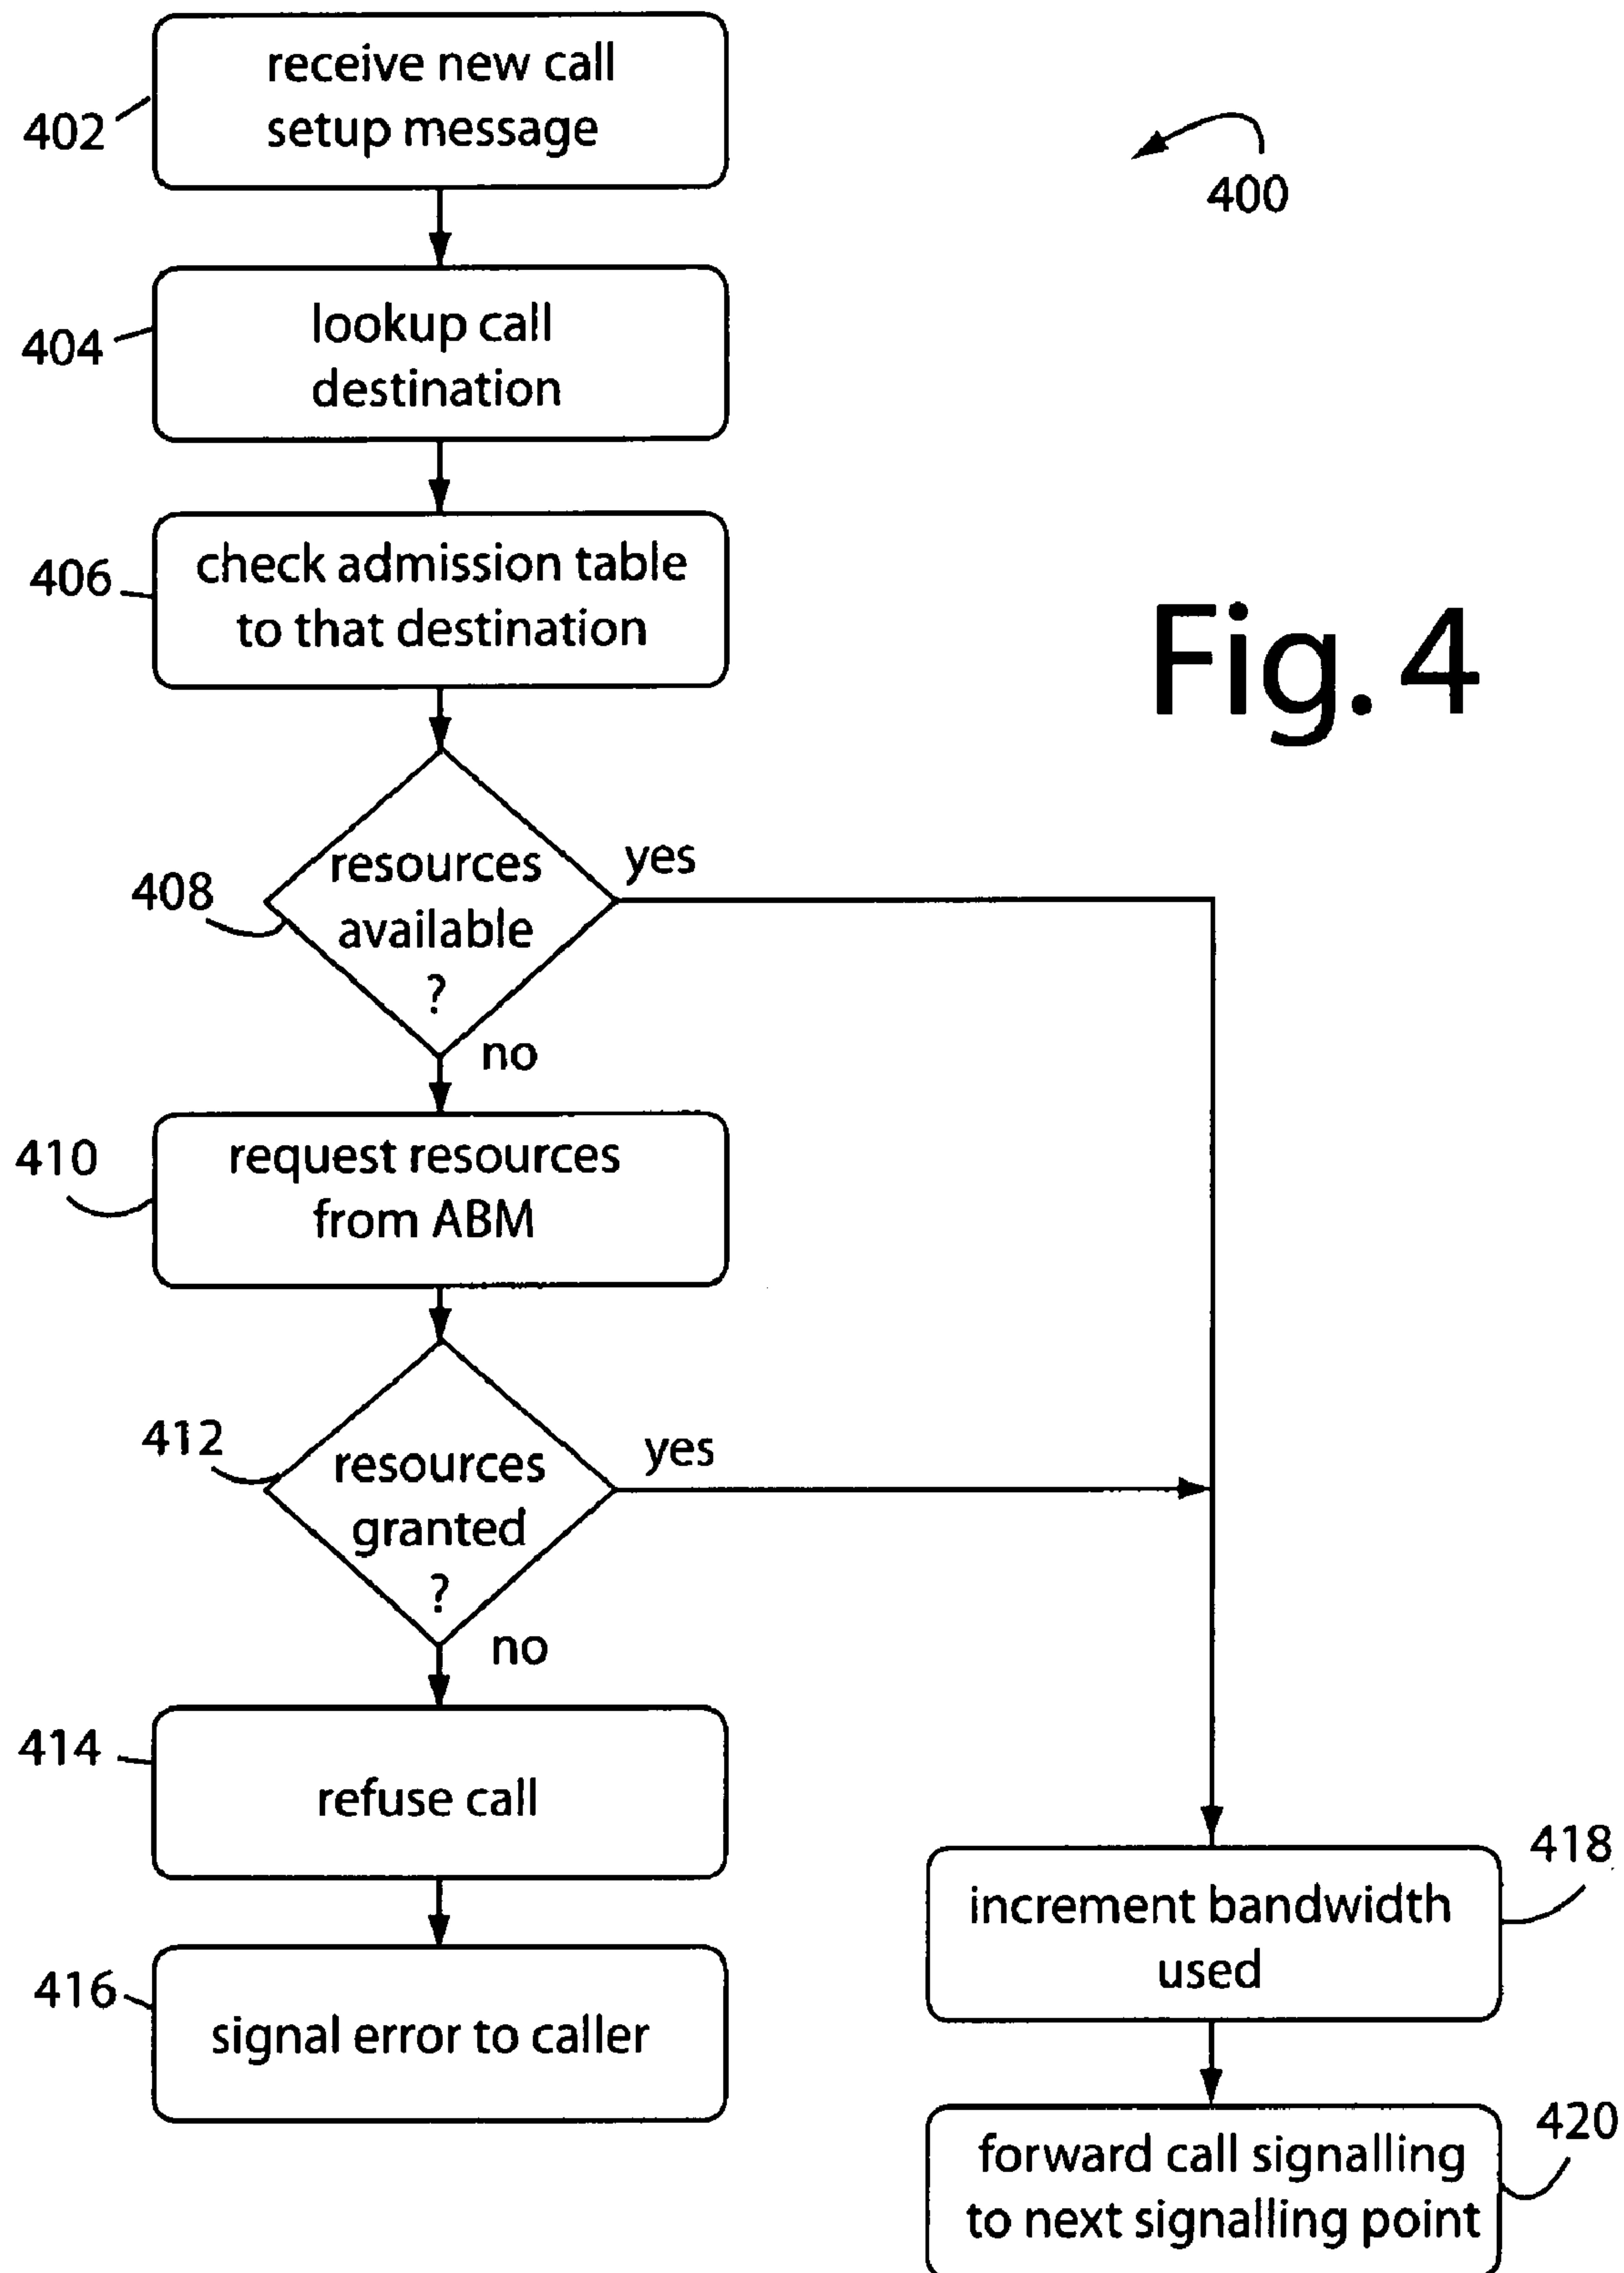 receive new call
setup message
402
400
lookup call
destination
404
check admission table
to that destination
406
Fig. 4
resources
available
?
408
yes
no
request resources
from ABM
410
resources
granted
?
412
yes
no
refuse call
414
signal error to caller
416
increment bandwidth
used
418
forward call signalling
to next signalling point
420